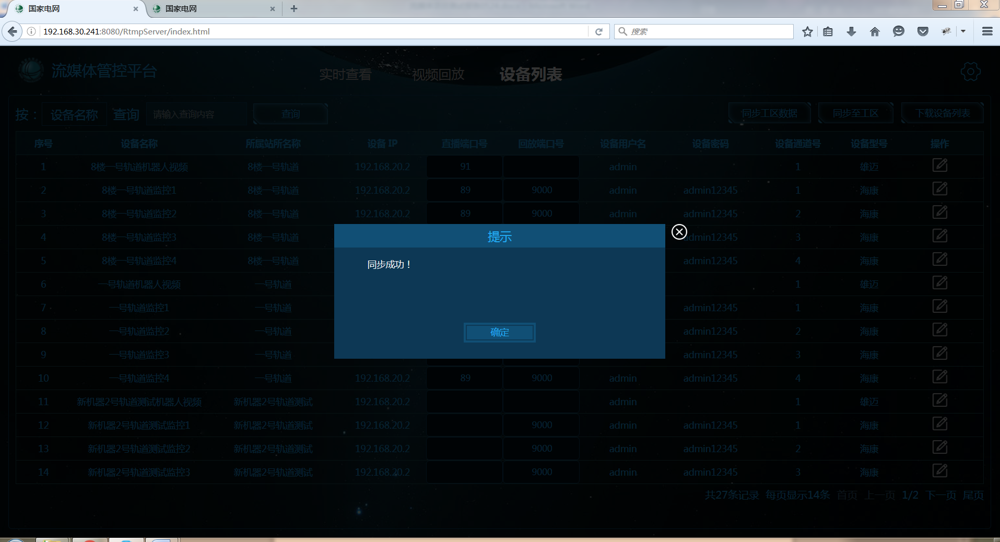 国家电网
国家电网
192.168.30.241:8080/RtmpServer/index.html
搜索
流媒体管控平台
实时查看
视频回放
设备列表
按：
设备名称
查询
请输入查询内容
查询
同步工区数据
同步至工区
下载设备列表
序号 设备名称 所属站所名称 设备 IP 直播端口号 回放端口号 设备用户名 设备密码 设备通道号 设备型号 操作
1 8楼一号轨道机器人视频 8楼一号轨道 192.168.20.2 91 admin 1 雄迈
2 8楼一号轨道监控1 8楼一号轨道 192.168.20.2 89 9000 admin admin12345 1 海康
3 8楼一号轨道监控2 8楼一号轨道 192.168.20.2 89 9000 admin admin12345 2 海康
4 8楼一号轨道监控3 8楼一号轨道 dmin12345 3 海康
5 8楼一号轨道监控4 8楼一号轨道 admin12345 4 海康
6 一号轨道机器人视频 一号轨道 1 雄迈
7 一号轨道监控1 一号轨道 admin12345 1 海康
8 一号轨道监控2 一号轨道 admin12345 2 海康
9 一号轨道监控3 一号轨道 admin12345 3 海康
10 一号轨道监控4 一号轨道 192.168.20.2 89 9000 admin admin12345 4 海康
11 新机器2号轨道测试机器人视频 新机器2号轨道测试 192.168.20.2 admin 1 雄迈
12 新机器2号轨道测试监控1 新机器2号轨道测试 192.168.20.2 9000 admin admin12345 1 海康
13 新机器2号轨道测试监控2 新机器2号轨道测试 192.168.20.2 9000 admin admin12345 2 海康
14 新机器2号轨道测试监控3 新机器2号轨道测试 192.168.20.2 9000 admin admin12345 3 海康
提示
同步成功！
确定
共27条记录 每页显示14条 首页 上一页 1/2 下一页 尾页